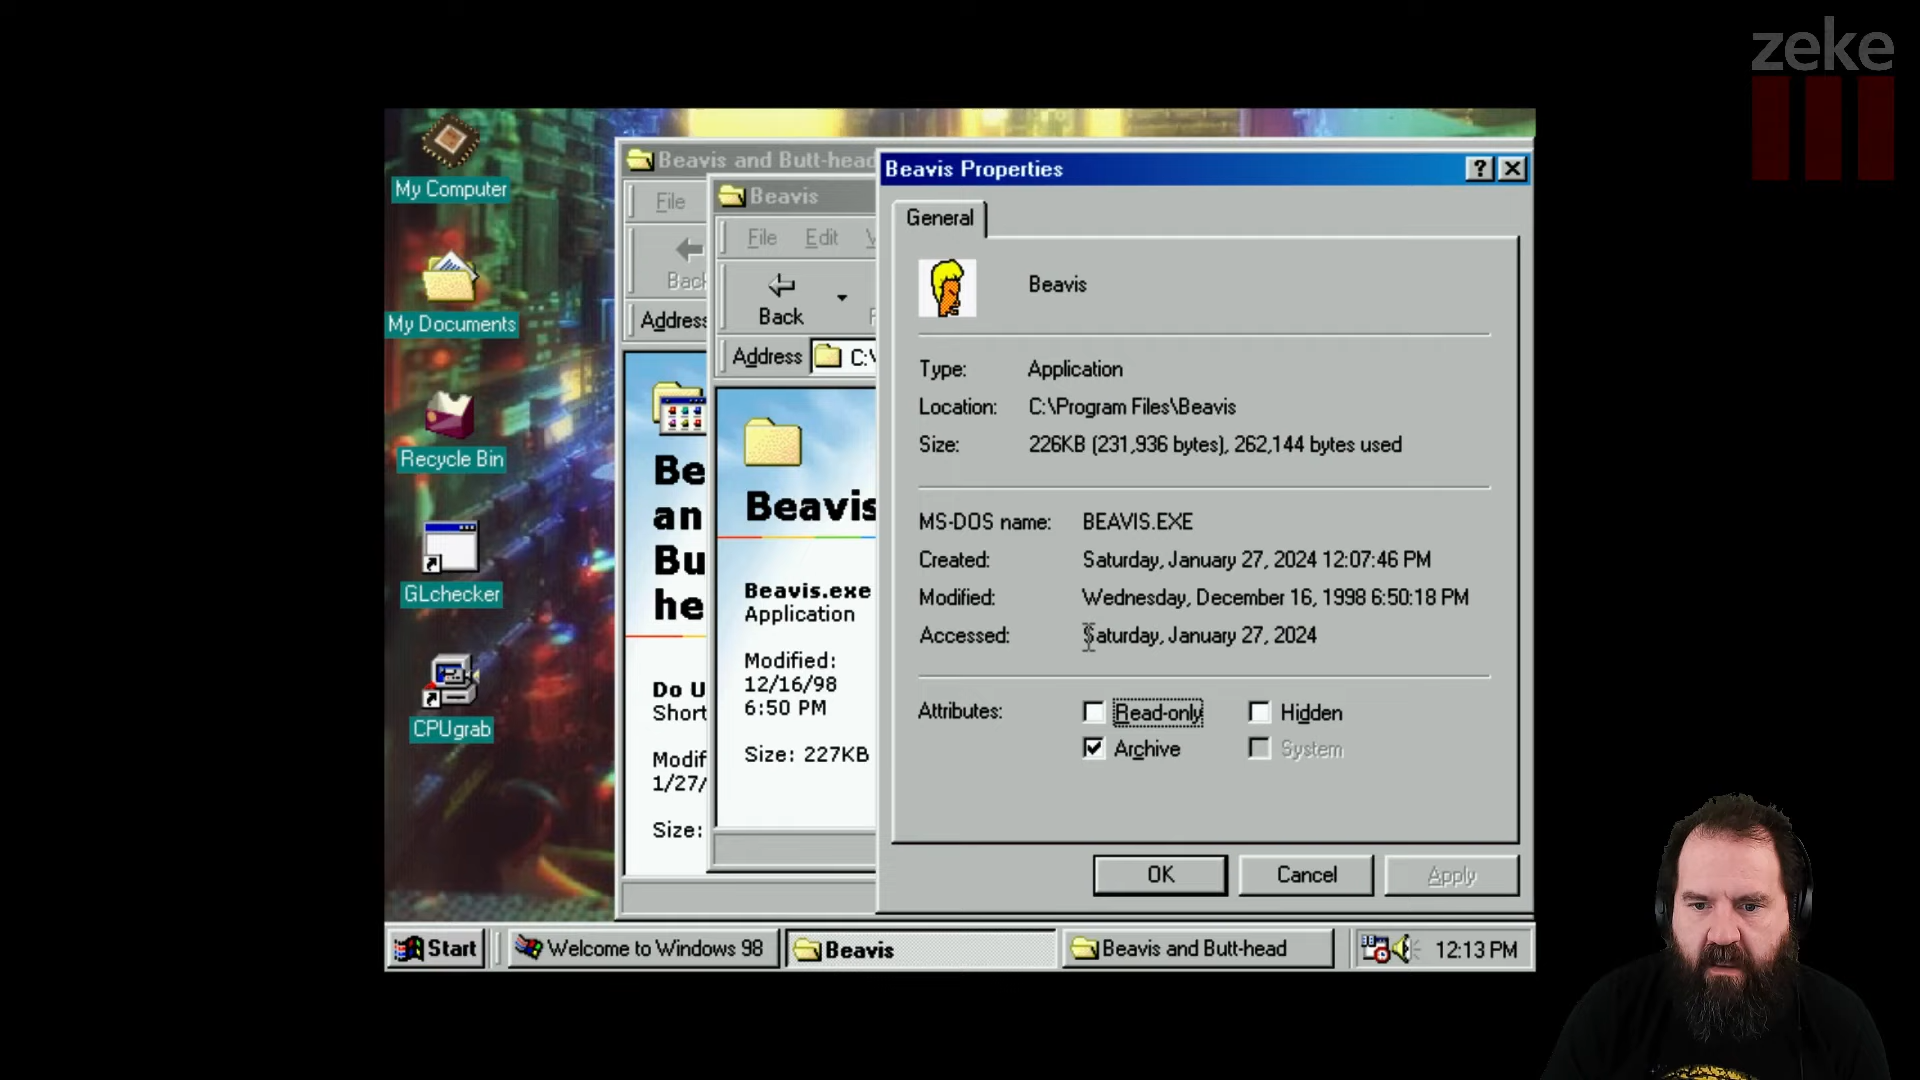 zeke
III
My Computer
My Documents
Recycle Bin
GLchecker
CPUgrab
Beavis and Butt-head
File
Back
Address
Be
an
Bu
he
Do U
Short
Modif
1/27/
Size:
Beavis
File Edit V
Back
Address C:\
Beavis
Beavis.exe
Application
Modified:
12/16/98
6:50 PM
Size: 227KB
Beavis Properties
General
Beavis
Type: Application
Location: C:\Program Files\Beavis
Size: 226KB (231,936 bytes), 262,144 bytes used
MS-DOS name: BEAVIS.EXE
Created: Saturday, January 27, 2024 12:07:46 PM
Modified: Wednesday, December 16, 1998 6:50:18 PM
Accessed: Saturday, January 27, 2024
Attributes: Read-only Hidden
Archive System
OK Cancel Apply
Start Welcome to Windows 98 Beavis Beavis and Butt-head 12:13 PM